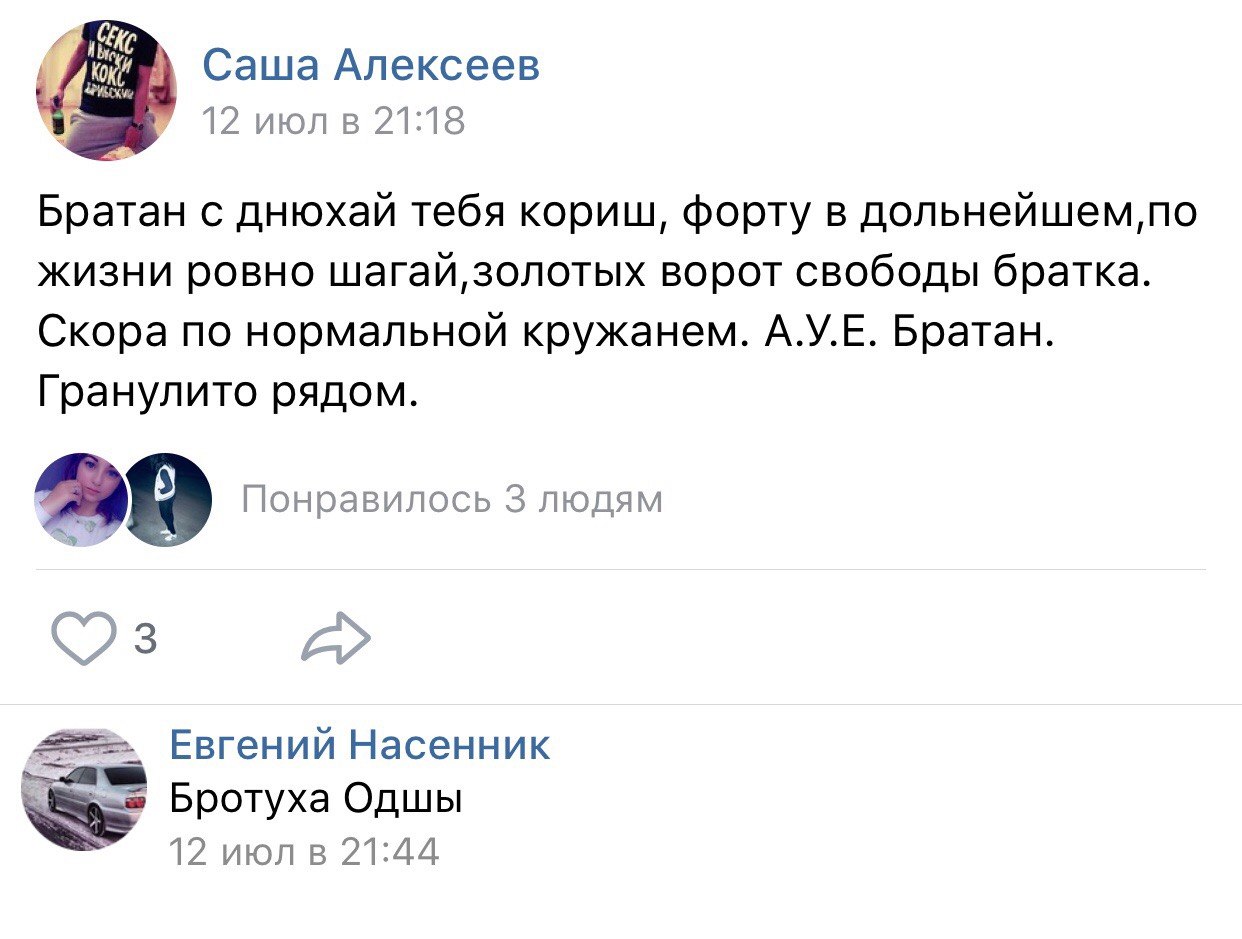 СЕКС
И ВИСКИ
КОКС
Саша Алексеев
12 июл в 21:18
Братан с днюхай тебя кориш, форту в дольнейшем,по
жизни ровно шагай,золотых ворот свободы братка.
Скора по нормальной кружанем. А.У.Е. Братан.
Гранулито рядом.
Понравилось 3 людям
3
Евгений Насенник
Бротуха Одшы
12 июл в 21:44